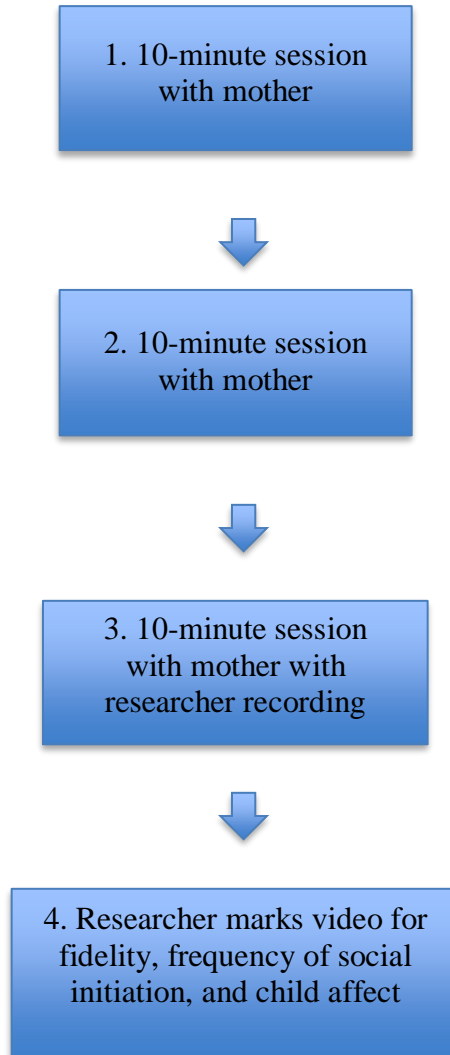 1. 10-minute session
with mother
2. 10-minute session
with mother
3. 10-minute session
with mother with
researcher recording
4. Researcher marks video for
fidelity, frequency of social
initiation, and child affect